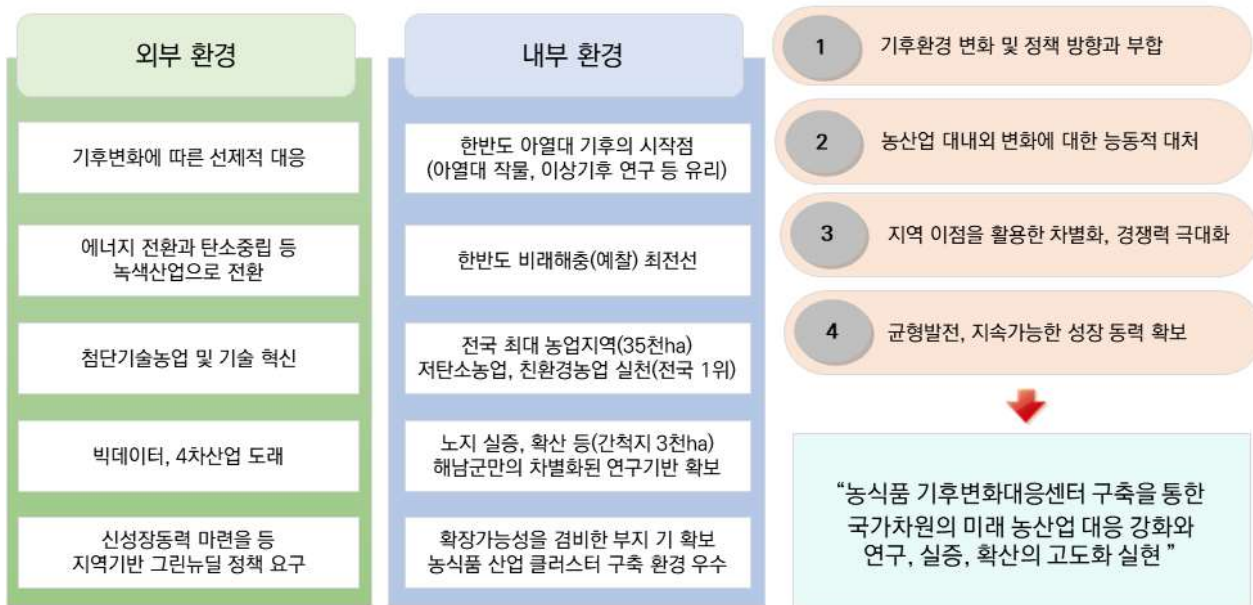 외부 환경
기후변화에 따른 선제적 대응
에너지 전환과 탄소중립 등
녹색산업으로 전환
첨단기술농업 및 기술 혁신
빅데이터, 4차산업 도래
신성장동력 마련을 등
지역기반 그린뉴딜 정책 요구
내부 환경
한반도 아열대 기후의 시작점
(아열대 작물, 이상기후 연구 등 유리)
한반도 비래해충(예찰) 최전선
전국 최대 농업지역(35천ha)
저탄소농업, 친환경농업 실천(전국 1위)
노지 실증, 확산 등(간척지 3천ha)
해남군만의 차별화된 연구기반 확보
확장가능성을 겸비한 부지 기 확보
농식품 산업 클러스터 구축 환경 우수
1 기후환경 변화 및 정책 방향과 부합
2 농산업 대내외 변화에 대한 능동적 대처
3 지역 이점을 활용한 차별화, 경쟁력 극대화
4 균형발전, 지속가능한 성장 동력 확보
“농식품 기후변화대응센터 구축을 통한
국가차원의 미래 농산업 대응 강화와
연구, 실증, 확산의 고도화 실현 ”